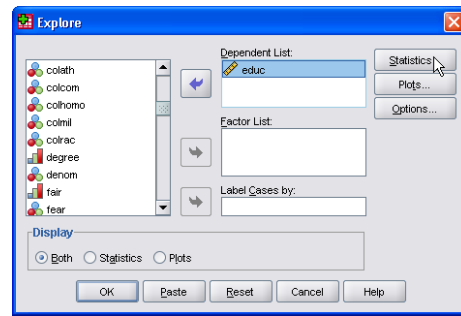 Explore
colath
colcom
colhomo
colmil
colrac
degree
denom
fair
fear
Dependent List:
educ
Factor List:
Label Cases by:
Statistics
Plots...
Options...
Display
Both Statistics Plots
OK Paste Reset Cancel Help